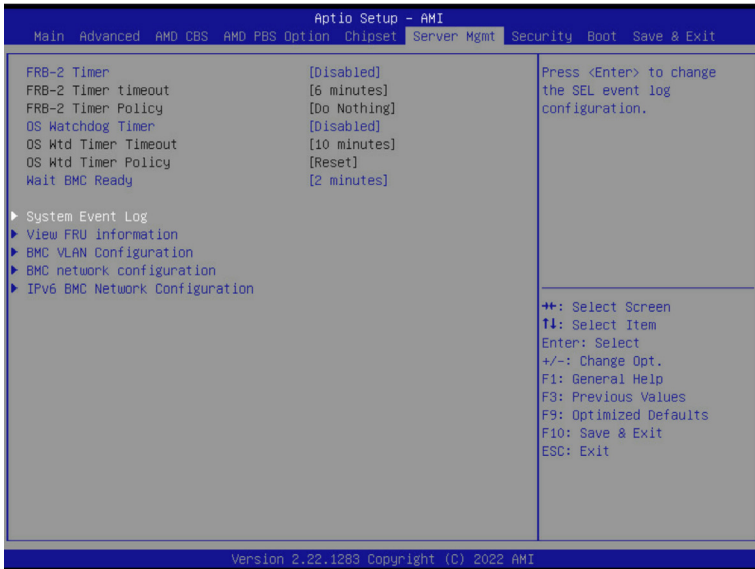 Aptio Setup – AMI
Main Advanced AMD CBS AMD PBS Option Chipset Server Mgmt Security Boot Save & Exit
FRB-2 Timer [Disabled]
FRB-2 Timer timeout [6 minutes]
FRB-2 Timer Policy [Do Nothing]
OS Watchdog Timer [Disabled]
OS Wtd Timer Timeout [10 minutes]
OS Wtd Timer Policy [Reset]
Wait BMC Ready [2 minutes]
System Event Log
View FRU information
BMC VLAN Configuration
BMC network configuration
IPv6 BMC Network Configuration
Press <Enter> to change
the SEL event log
configuration.
→←: Select Screen
↑↓: Select Item
Enter: Select
+/-: Change Opt.
F1: General Help
F3: Previous Values
F9: Optimized Defaults
F10: Save & Exit
ESC: Exit
Version 2.22.1283 Copyright (C) 2022 AMI